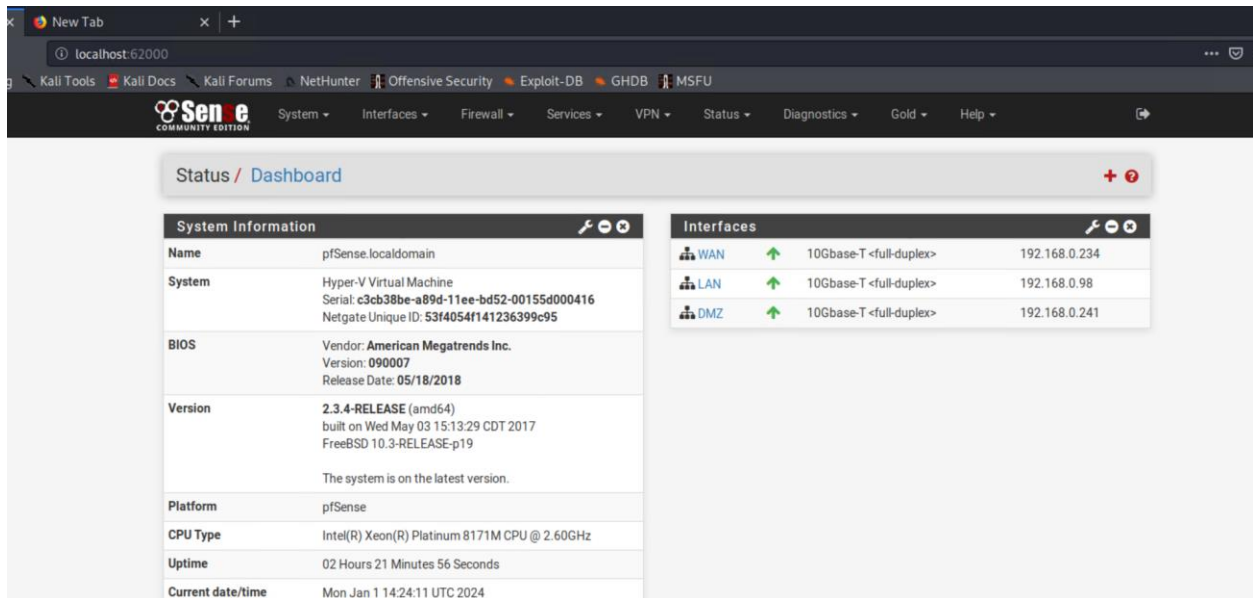 New Tab
localhost:62000
Kali Tools Kali Docs Kali Forums NetHunter Offensive Security Exploit-DB GHDB MSFU
Sense
COMMUNITY EDITION
System Interfaces Firewall Services VPN Status Diagnostics Gold Help
Status / Dashboard
System Information
Name pfSense.localdomain
System Hyper-V Virtual Machine
Serial: c3cb38be-a89d-11ee-bd52-00155d000416
Netgate Unique ID: 53f4054f141236399c95
BIOS Vendor: American Megatrends Inc.
Version: 090007
Release Date: 05/18/2018
Version 2.3.4-RELEASE (amd64)
built on Wed May 03 15:13:29 CDT 2017
FreeBSD 10.3-RELEASE-p19
The system is on the latest version.
Platform pfSense
CPU Type Intel(R) Xeon(R) Platinum 8171M CPU @ 2.60GHz
Uptime 02 Hours 21 Minutes 56 Seconds
Current date/time Mon Jan 1 14:24:11 UTC 2024
Interfaces
WAN 10Gbase-T <full-duplex> 192.168.0.234
LAN 10Gbase-T <full-duplex> 192.168.0.98
DMZ 10Gbase-T <full-duplex> 192.168.0.241